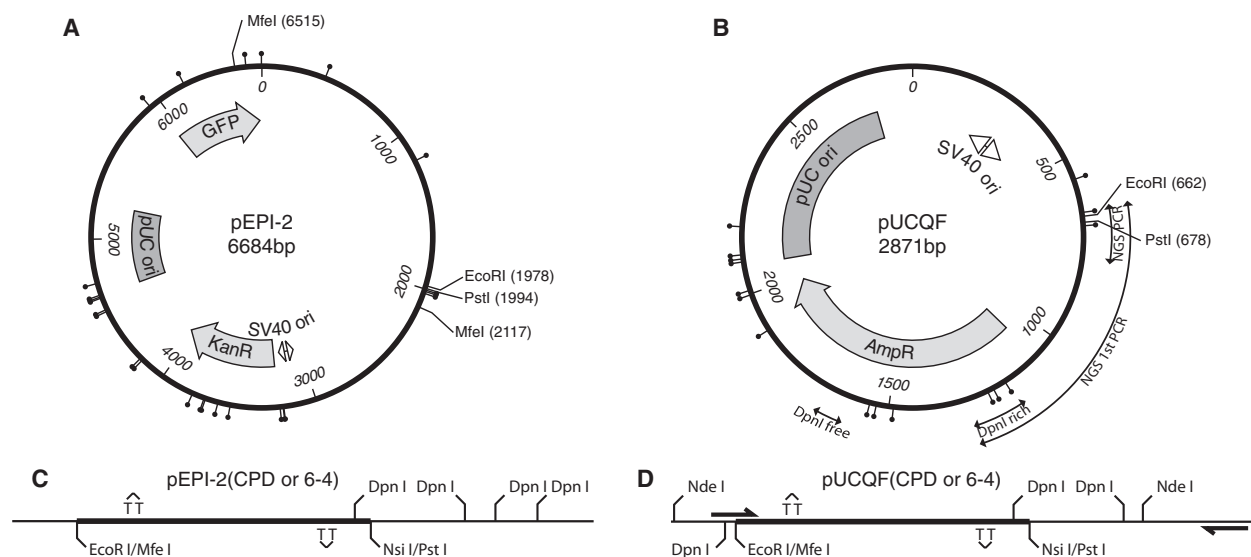 A
MfeI (6515)
0
1000
EcoRI (1978)
2000
PstI (1994)
MfeI (2117)
3000
4000
5000
6000
GFP
pUC ori
pEPI-2
6684bp
SV40 ori
KanR
B
0
2500
500
pUC ori
SV40 ori
EcoRI (662)
NGS PCR
PstI (678)
pUCQF
2871bp
2000
1000
NGS 1st PCR
AmpR
1500
DpnI free
DpnI rich
C
pEPI-2(CPD or 6-4)
Dpn I Dpn I Dpn I Dpn I
TT
TT
EcoR I/Mfe I
Nsi I/Pst I
D
pUCQF(CPD or 6-4)
Nde I
Dpn I Dpn I
Nde I
TT
TT
Dpn I
EcoR I/Mfe I
Nsi I/Pst I